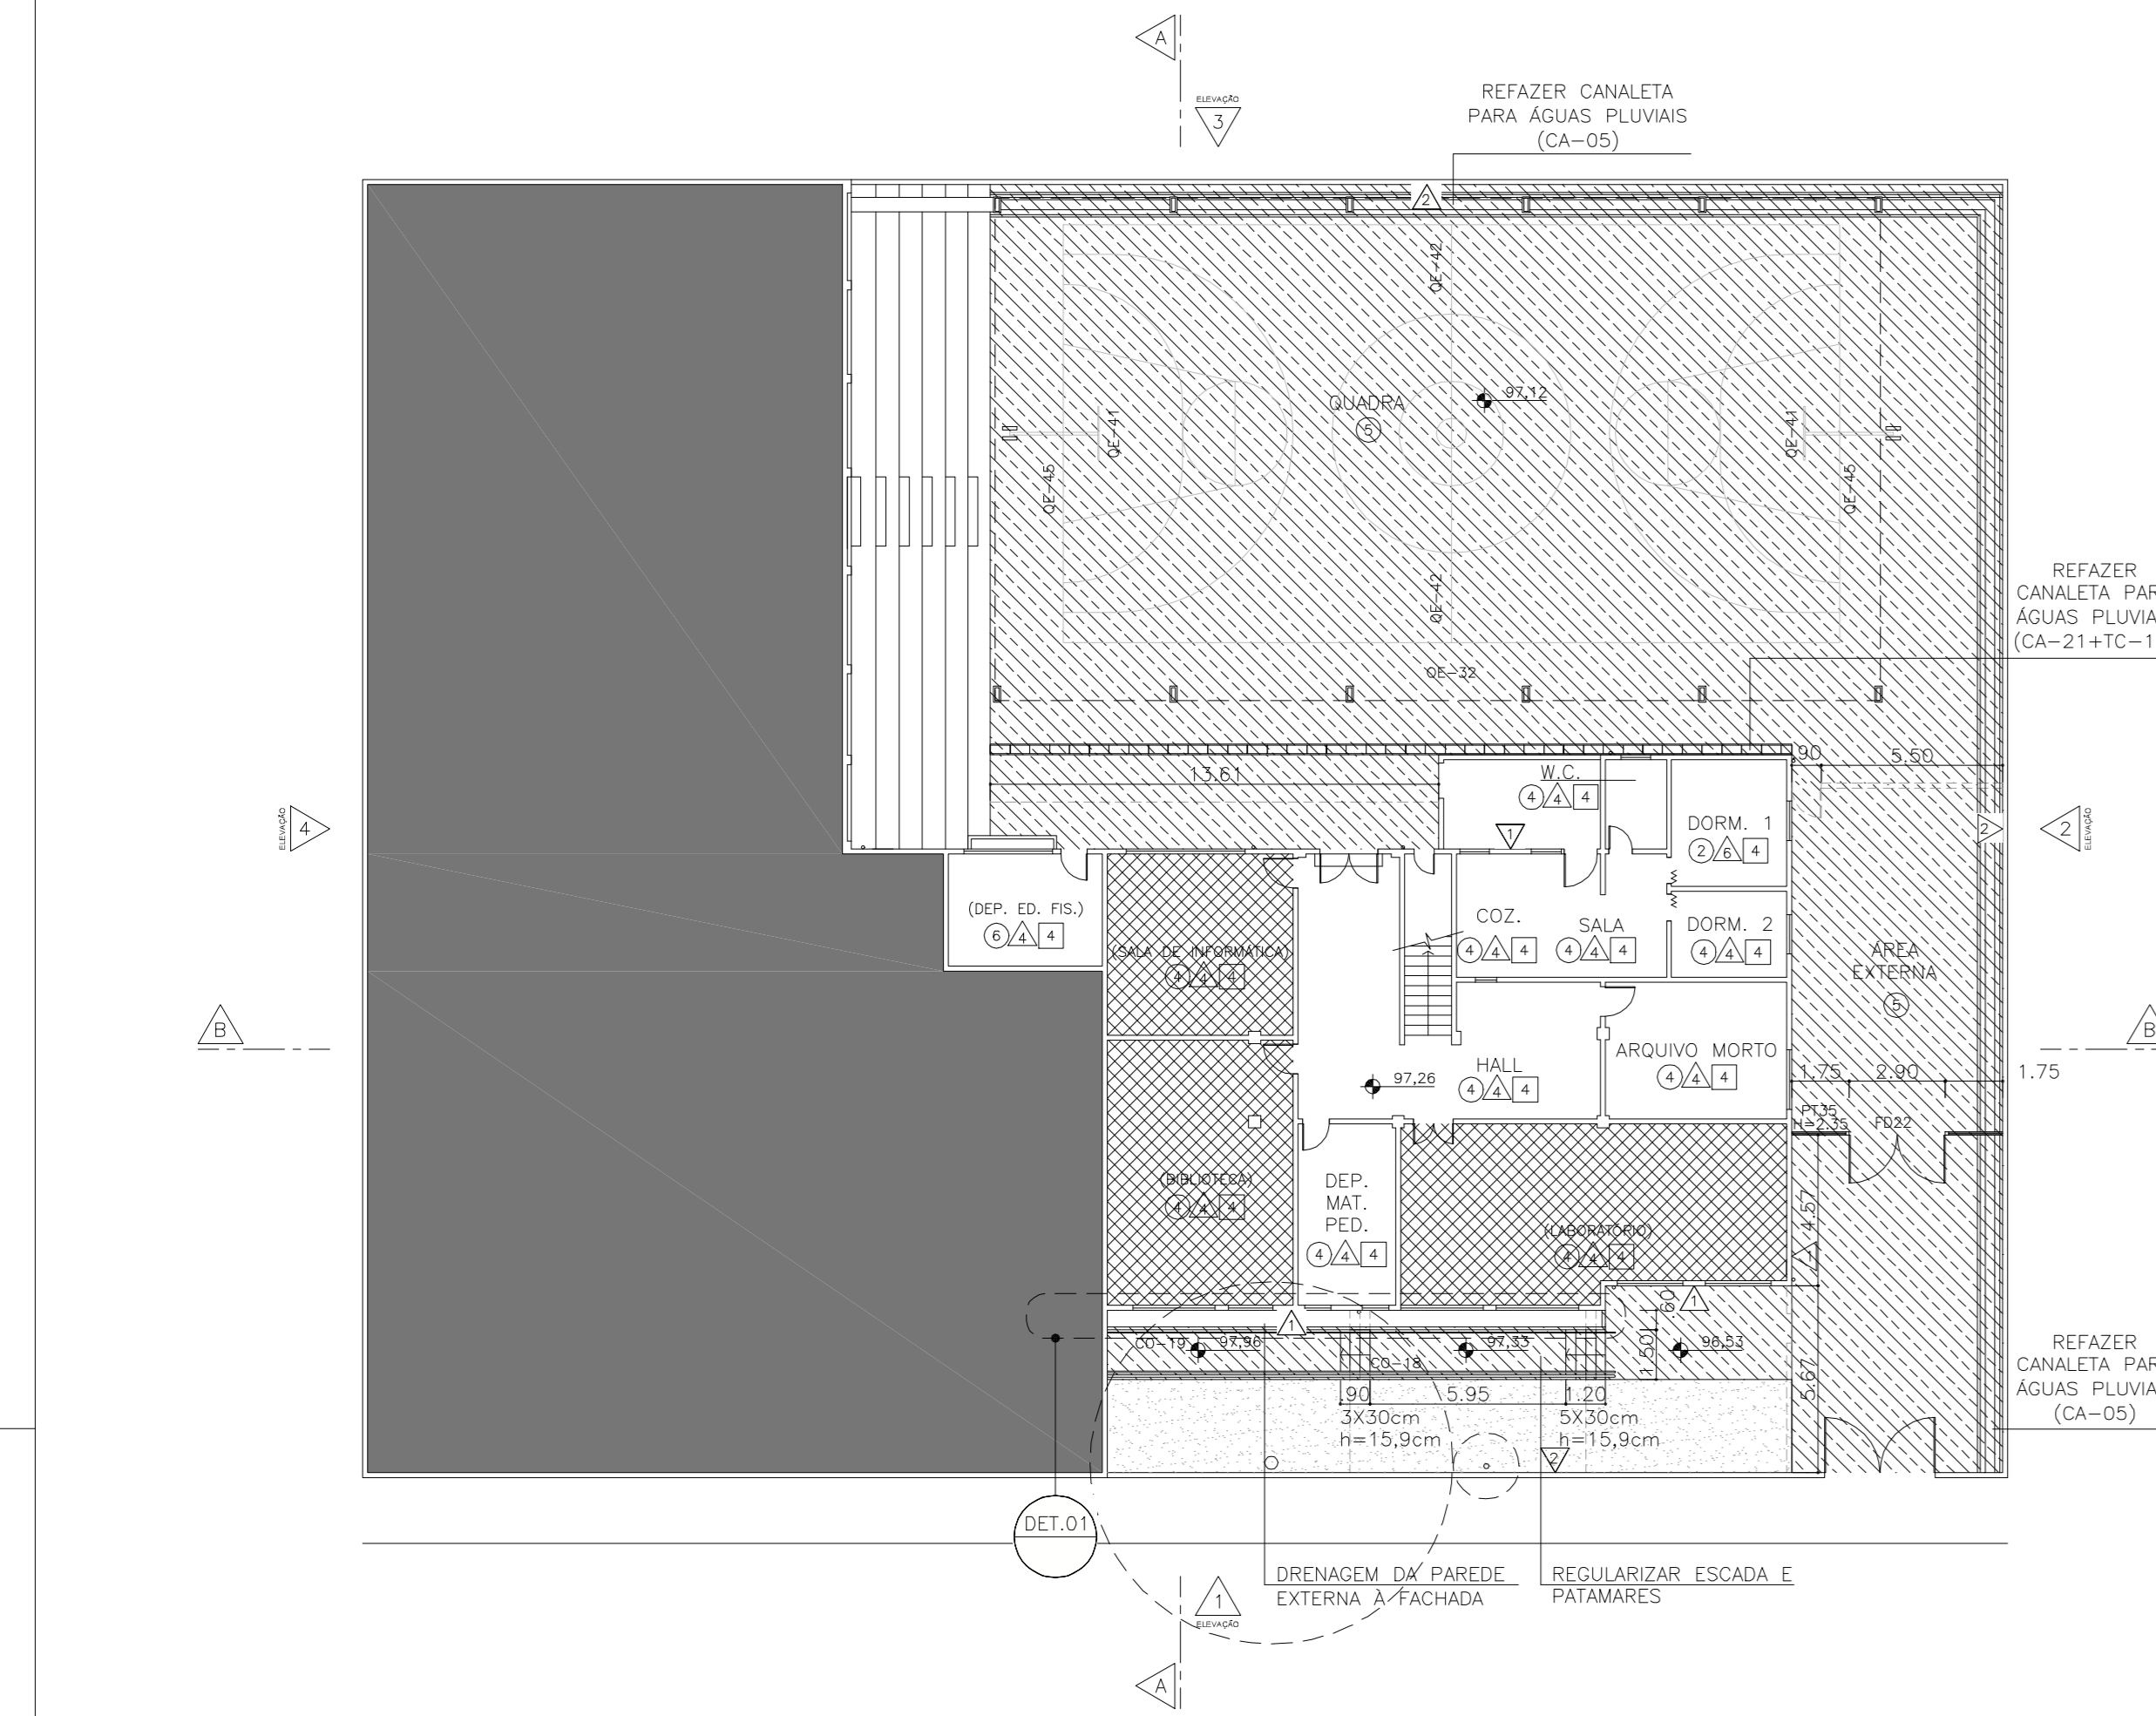 A
ELEVAÇÃO
3
REFAZER CANALETA
PARA ÁGUAS PLUVIAIS
(CA-05)
2
QE-42
97,12
QUADRA
5
QE-41
QE-41
QE-45
QE-45
QE-42
QE-32
REFAZER
CANALETA PAR
ÁGUAS PLUVIA
(CA-21+TC-1
.90
5.50
13.61
W.C.
4 4 4
1
DORM. 1
2 6 4
ELEVAÇÃO
4
2
2
ELEVAÇÃO
(DEP. ED. FIS.)
6 4 4
(SALA DE INFORMÁTICA)
4 4 4
COZ.
4 4 4
SALA
4 4 4
DORM. 2
4 4 4
ÁREA
EXTERNA
5
B
B
97,26
HALL
4 4 4
ARQUIVO MORTO
4 4 4
1.75
2.90
1.75
PT35
H=2.35
FD22
(BIBLIOTECA)
4 4 4
DEP.
MAT.
PED.
4 4 4
(LABORATÓRIO)
4 4 4
4.57
1
.60
1
1
CO-19
97,96
97,33
96,53
1.50
CO-18
5.67
.90
5.95
1.20
3X30cm
h=15,9cm
5X30cm
h=15,9cm
2
REFAZER
CANALETA PAR
ÁGUAS PLUVIA
(CA-05)
DET.01
DRENAGEM DA PAREDE
EXTERNA À FACHADA
REGULARIZAR ESCADA E
PATAMARES
1
ELEVAÇÃO
A